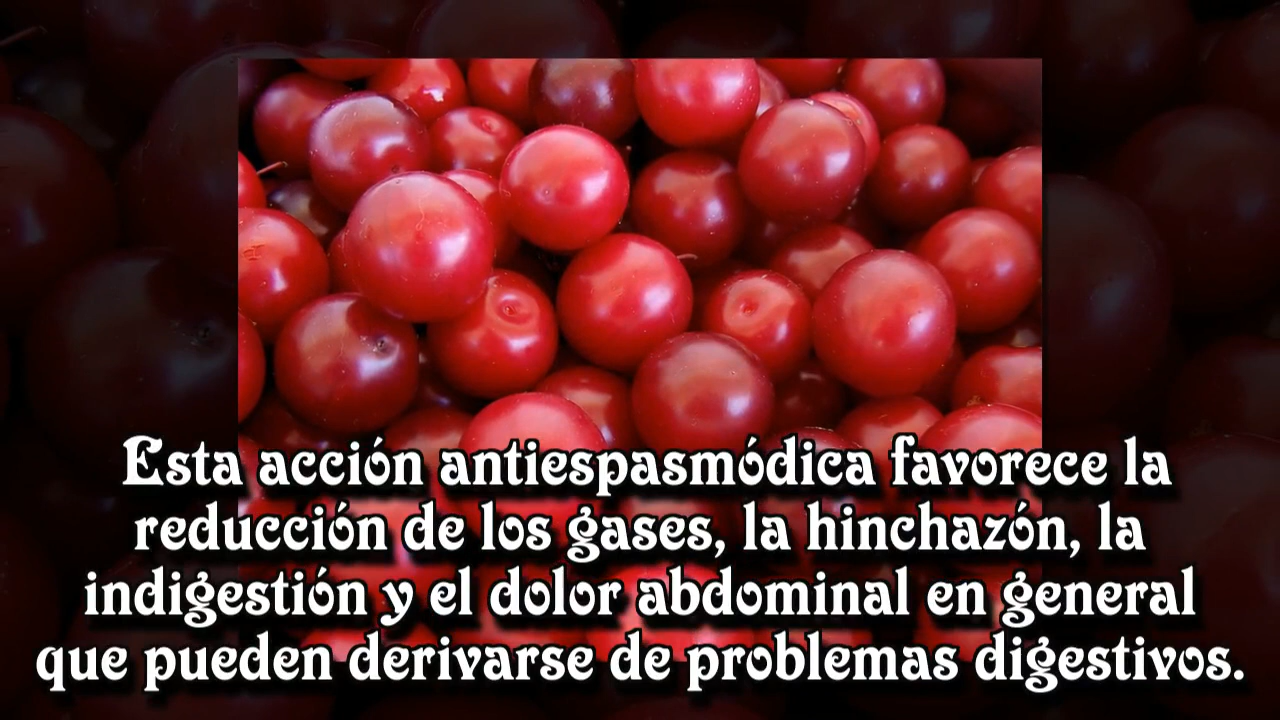 Esta acción antiespasmódica favorece la
reducción de los gases, la hinchazón, la
indigestión y el dolor abdominal en general
que pueden derivarse de problemas digestivos.